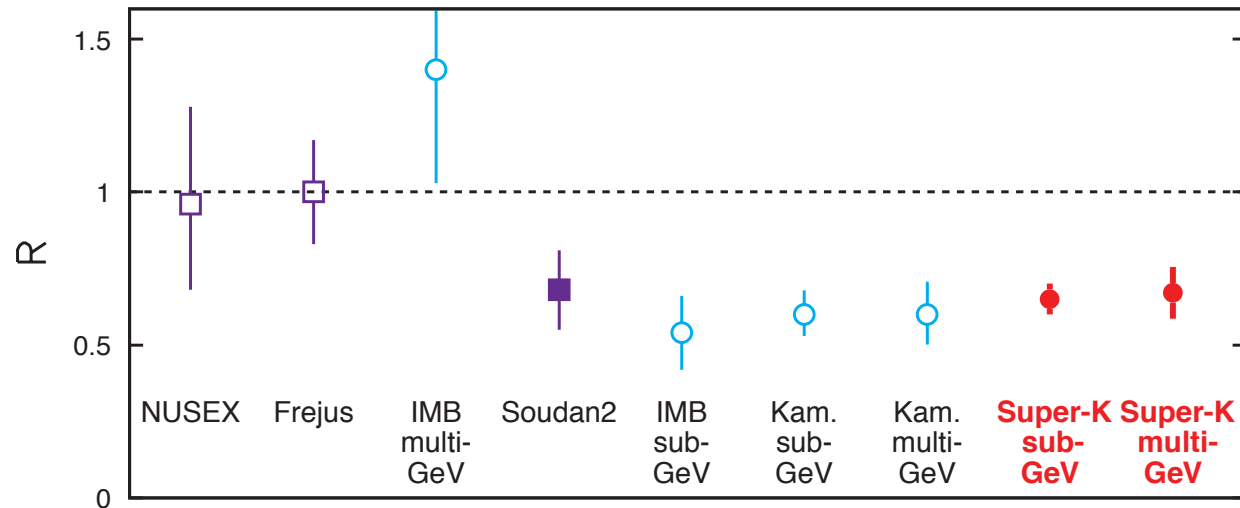 1.5
1
0.5
0
R
NUSEX
Frejus
IMB
multi-
GeV
Soudan2
IMB
sub-
GeV
Kam.
sub-
GeV
Kam.
multi-
GeV
Super-K
sub-
GeV
Super-K
multi-
GeV